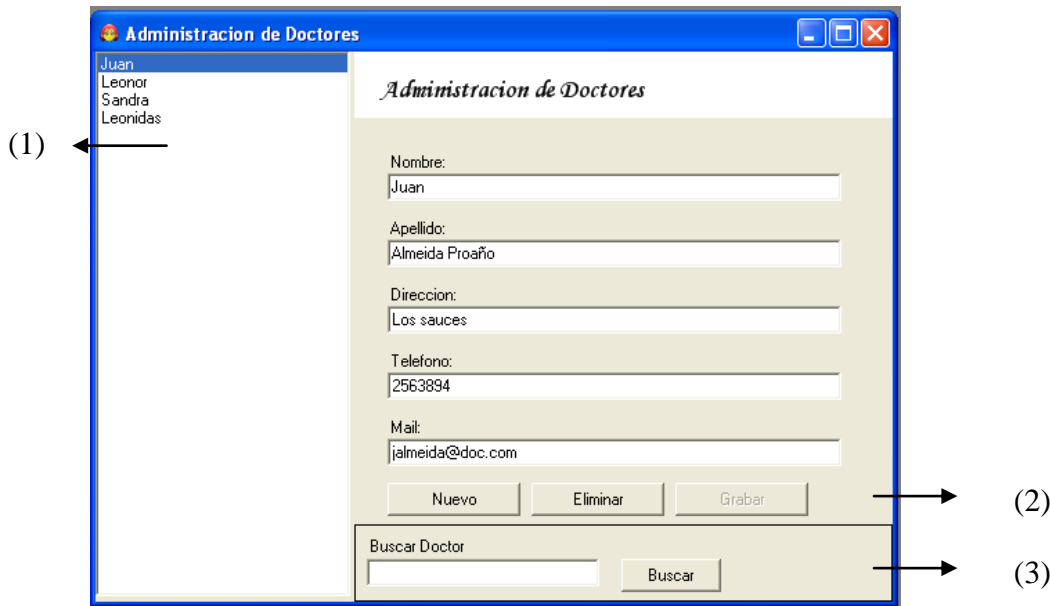 Administracion de Doctores
Juan
Leonor
Sandra
Leonidas
(1)
Administracion de Doctores
Nombre:
Juan
Apellido:
Almeida Proaño
Direccion:
Los sauces
Telefono:
2563894
Mail:
jalmeida@doc.com
Nuevo Eliminar Grabar
(2)
Buscar Doctor
Buscar
(3)